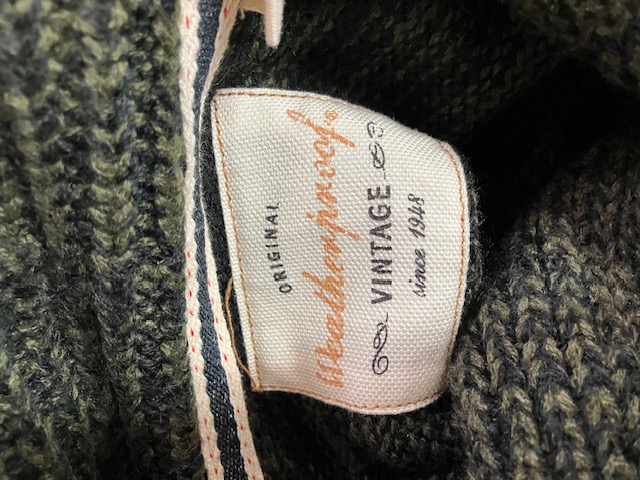 ORIGINAL
Weatherproof®
VINTAGE
since 1948